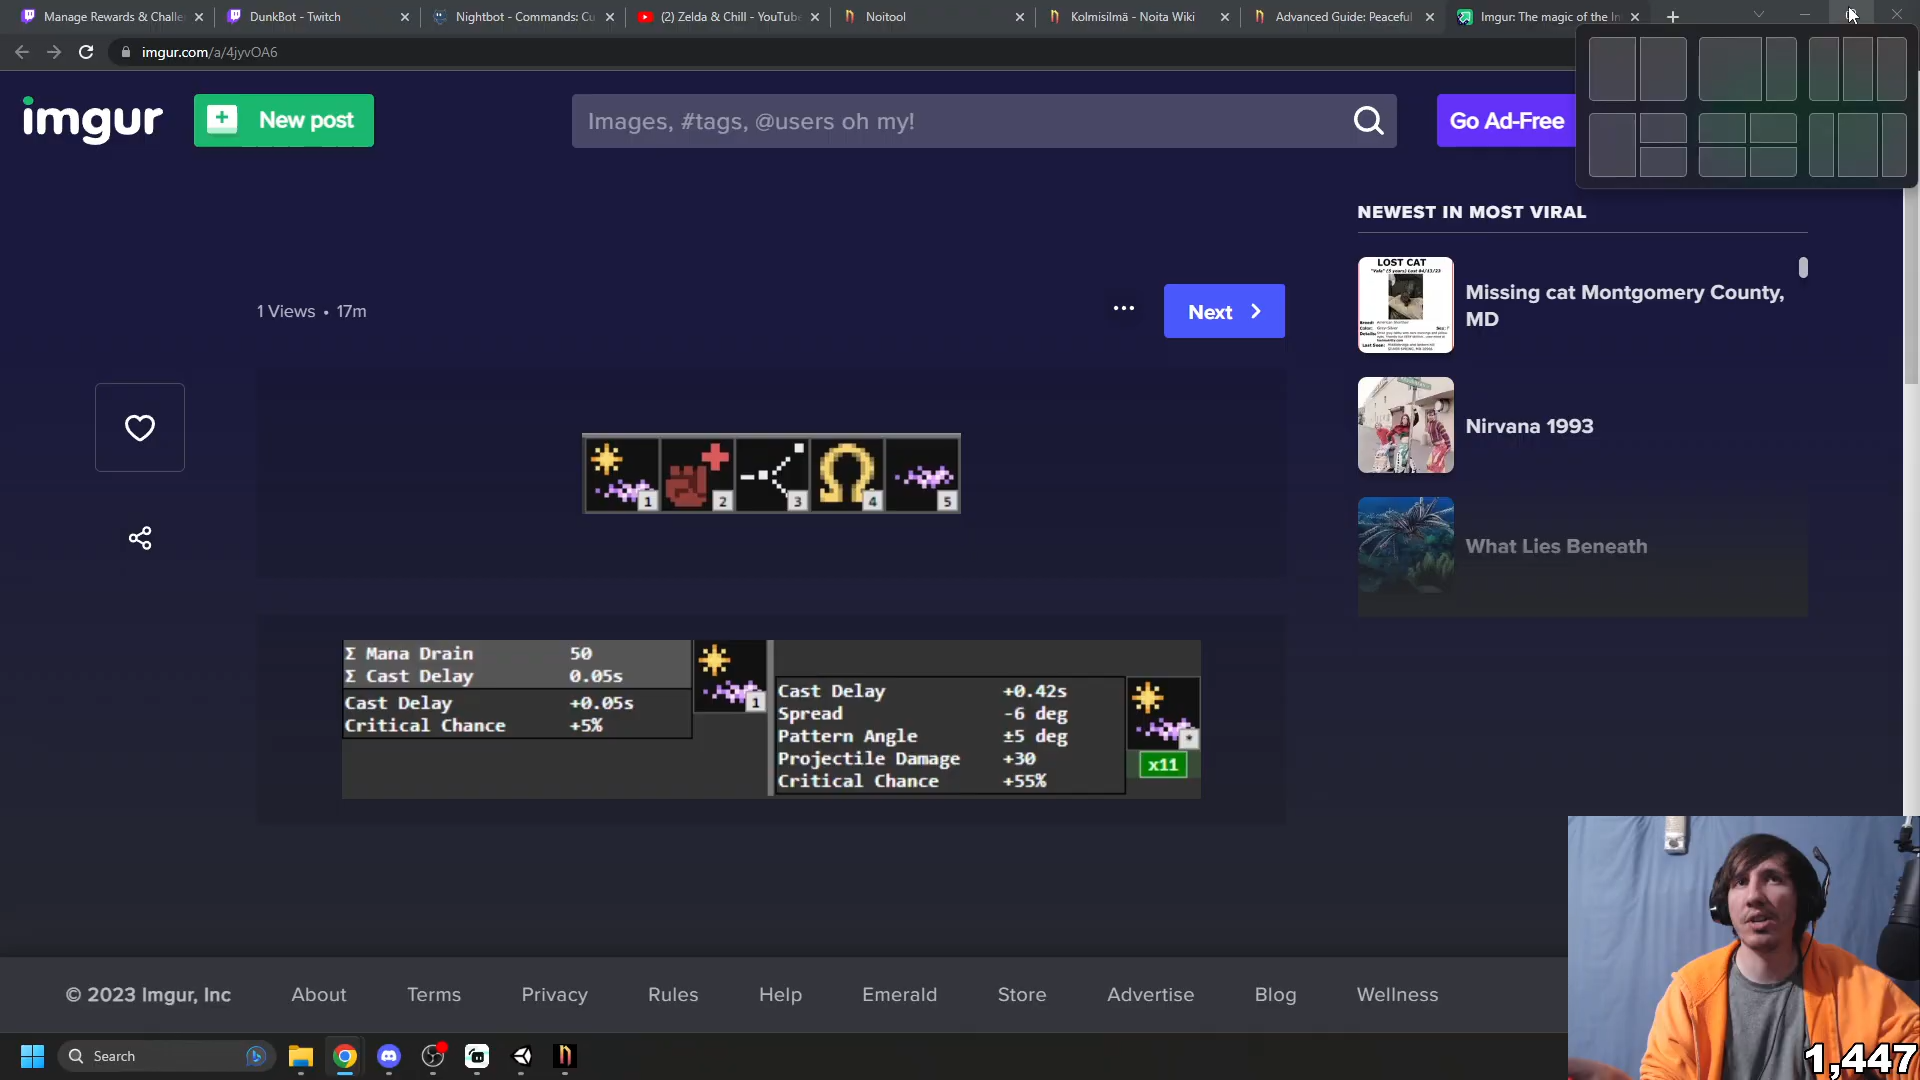 Manage Rewards & Challe
DunkBot - Twitch
Nightbot - Commands: Cu
(2) Zelda & Chill - YouTube
Noitool
Kolmisilmä - Noita Wiki
Advanced Guide: Peaceful
Imgur: The magic of the In
imgur.com/a/4jyvOA6
imgur
New post
Images, #tags, @users oh my!
Go Ad-Free
NEWEST IN MOST VIRAL
LOST CAT
Missing cat Montgomery County,
MD
Nirvana 1993
What Lies Beneath
1 Views • 17m
Next
1
2
3
4
5
Σ Mana Drain 50
Σ Cast Delay 0.05s
Cast Delay +0.05s
Critical Chance +5%
1
Cast Delay +0.42s
Spread -6 deg
Pattern Angle ±5 deg
Projectile Damage +30
Critical Chance +55%
*
x11
© 2023 Imgur, Inc
About
Terms
Privacy
Rules
Help
Emerald
Store
Advertise
Blog
Wellness
Search
1,447